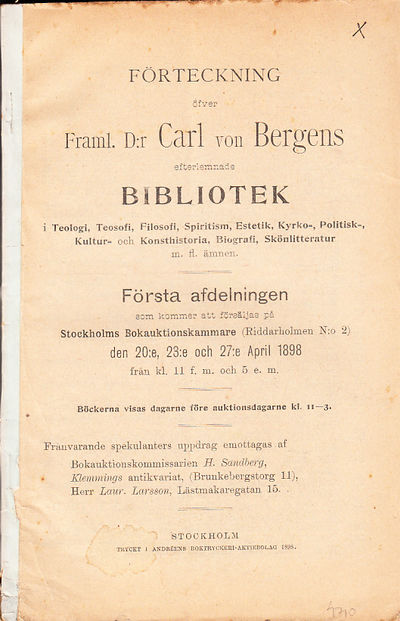 X
FÖRTECKNING
öfver
Framl. D:r Carl von Bergens
efterlemnade
BIBLIOTEK
i Teologi, Teosofi, Filosofi, Spiritism, Estetik, Kyrko-, Politisk-,
Kultur- och Konsthistoria, Biografi, Skönlitteratur
m. fl. ämnen.
Första afdelningen
som kommer att försäljas på
Stockholms Bokauktionskammare (Riddarholmen N:o 2)
den 20:e, 23:e och 27:e April 1898
från kl. 11 f. m. och 5 e. m.
Böckerna visas dagarne före auktionsdagarne kl. 11—3.
Frånvarande spekulanters uppdrag emottagas af
Bokauktionskommissarien H. Sandberg,
Klemmings antikvariat, (Brunkebergstorg 11),
Herr Laur. Larsson, Lästmakaregatan 15.
STOCKHOLM
TRYCKT I ANDRÉENS BOKTRYCKERI-AKTIEBOLAG 1898.